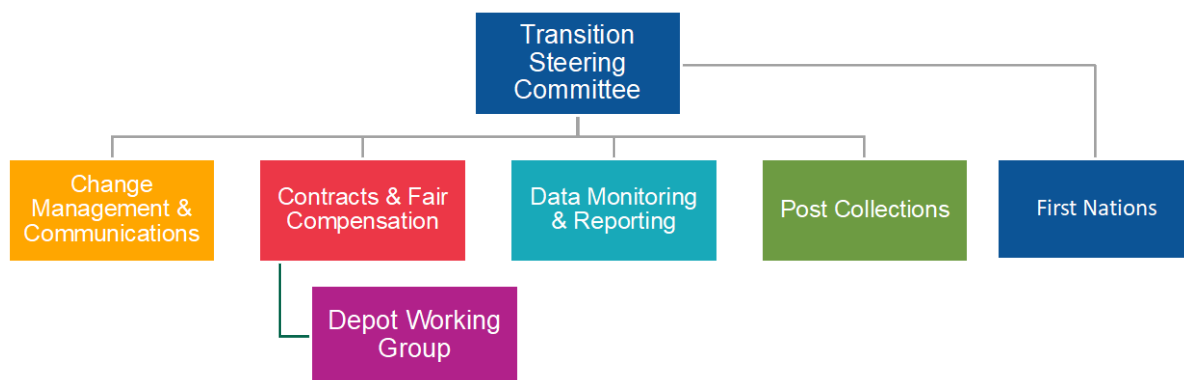 Transition
Steering
Committee
Change
Management &
Communications
Contracts & Fair
Compensation
Data Monitoring
& Reporting
Post Collections
First Nations
Depot Working
Group